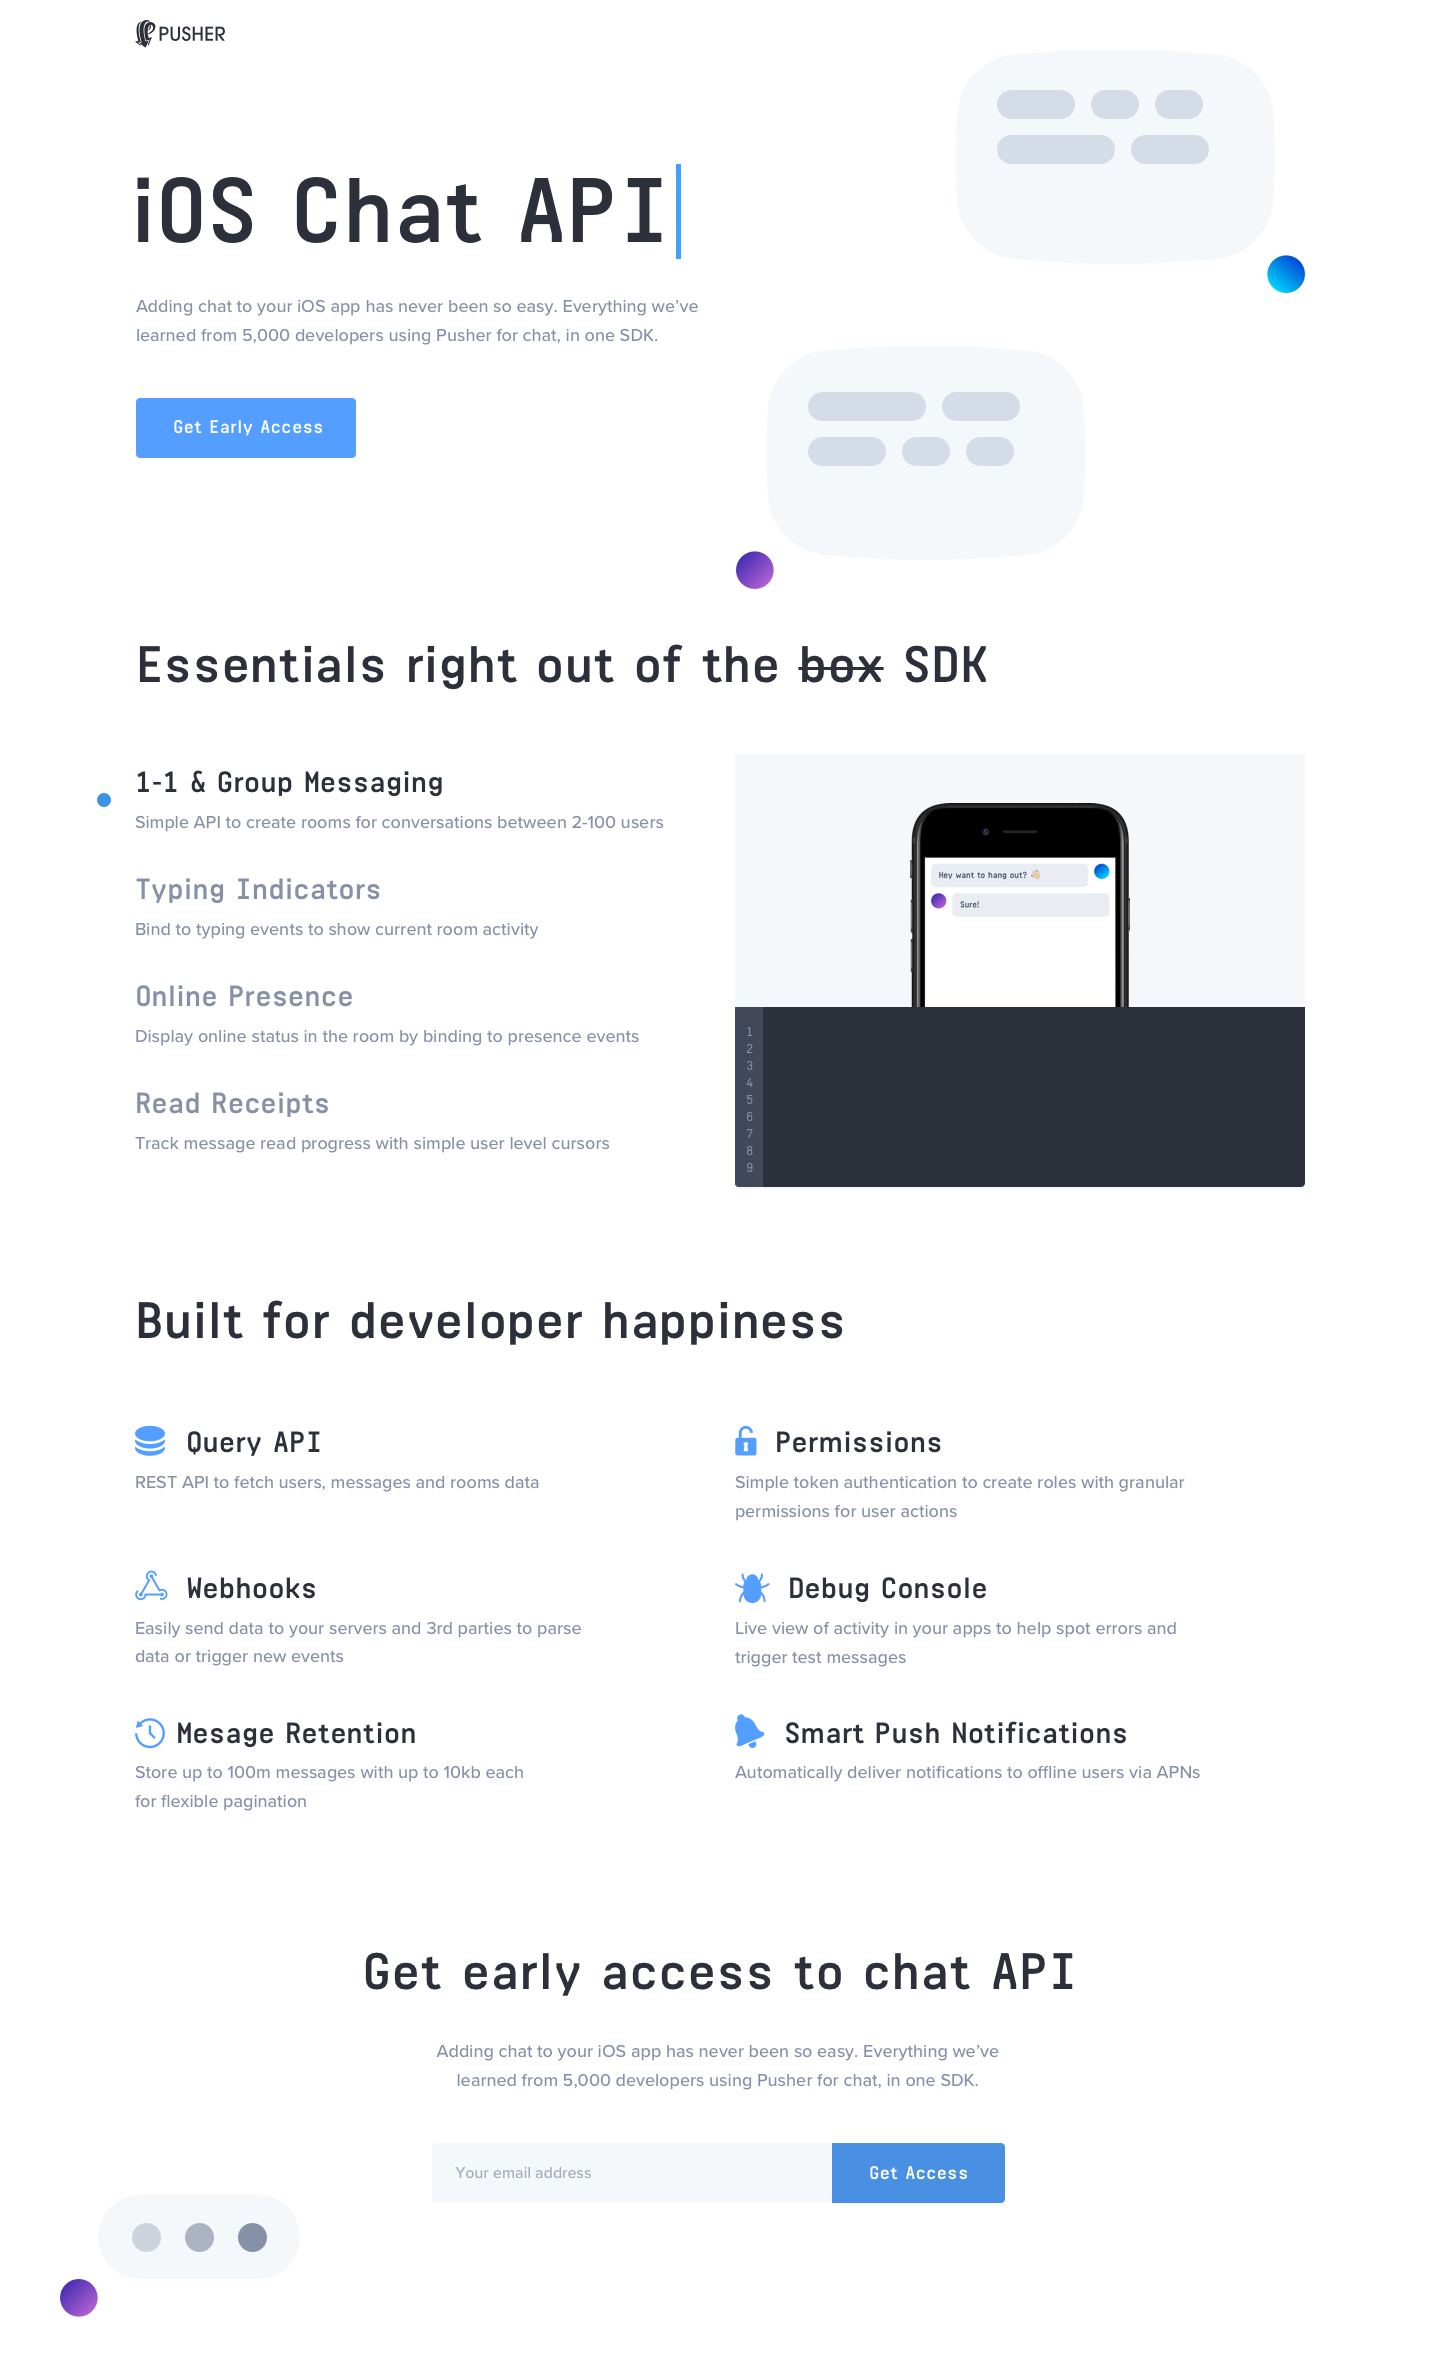 PUSHER
iOS Chat API
Adding chat to your iOS app has never been so easy. Everything we've
learned from 5,000 developers using Pusher for chat, in one SDK.
Get Early Access
Essentials right out of the box SDK
1-1 & Group Messaging
Simple API to create rooms for conversations between 2-100 users
Typing Indicators
Bind to typing events to show current room activity
Online Presence
Display online status in the room by binding to presence events
Read Receipts
Track message read progress with simple user level cursors
Hey want to hang out? 👋🏼
Sure!
1
2
3
4
5
6
7
8
9
Built for developer happiness
Query API
REST API to fetch users, messages and rooms data
Permissions
Simple token authentication to create roles with granular
permissions for user actions
Webhooks
Easily send data to your servers and 3rd parties to parse
data or trigger new events
Debug Console
Live view of activity in your apps to help spot errors and
trigger test messages
Mesage Retention
Store up to 100m messages with up to 10kb each
for flexible pagination
Smart Push Notifications
Automatically deliver notifications to offline users via APNs
Get early access to chat API
Adding chat to your iOS app has never been so easy. Everything we've
learned from 5,000 developers using Pusher for chat, in one SDK.
Your email address
Get Access